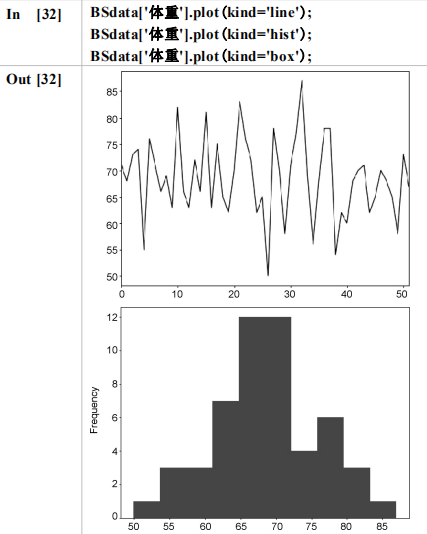 In [32]
BSdata['体重'].plot(kind='line');
BSdata['体重'].plot(kind='hist');
BSdata['体重'].plot(kind='box');
Out [32]
85
80
75
70
65
60
55
50
0 10 20 30 40 50
12
10
8
6
4
2
0
Frequency
50 55 60 65 70 75 80 85